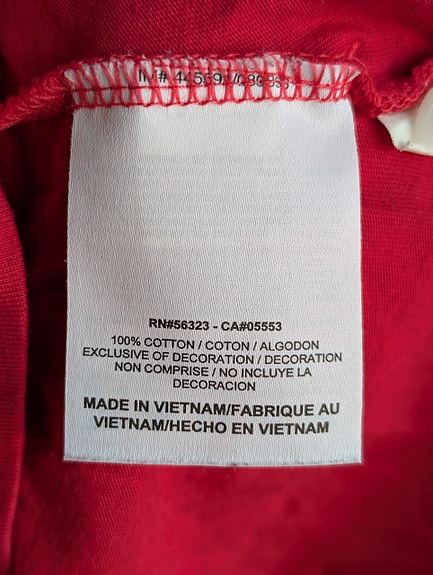 RN#56323 - CA#05553
100% COTTON / COTON / ALGODON
EXCLUSIVE OF DECORATION / DECORATION
NON COMPRISE / NO INCLUYE LA
DECORACION
MADE IN VIETNAM/FABRIQUE AU
VIETNAM/HECHO EN VIETNAM